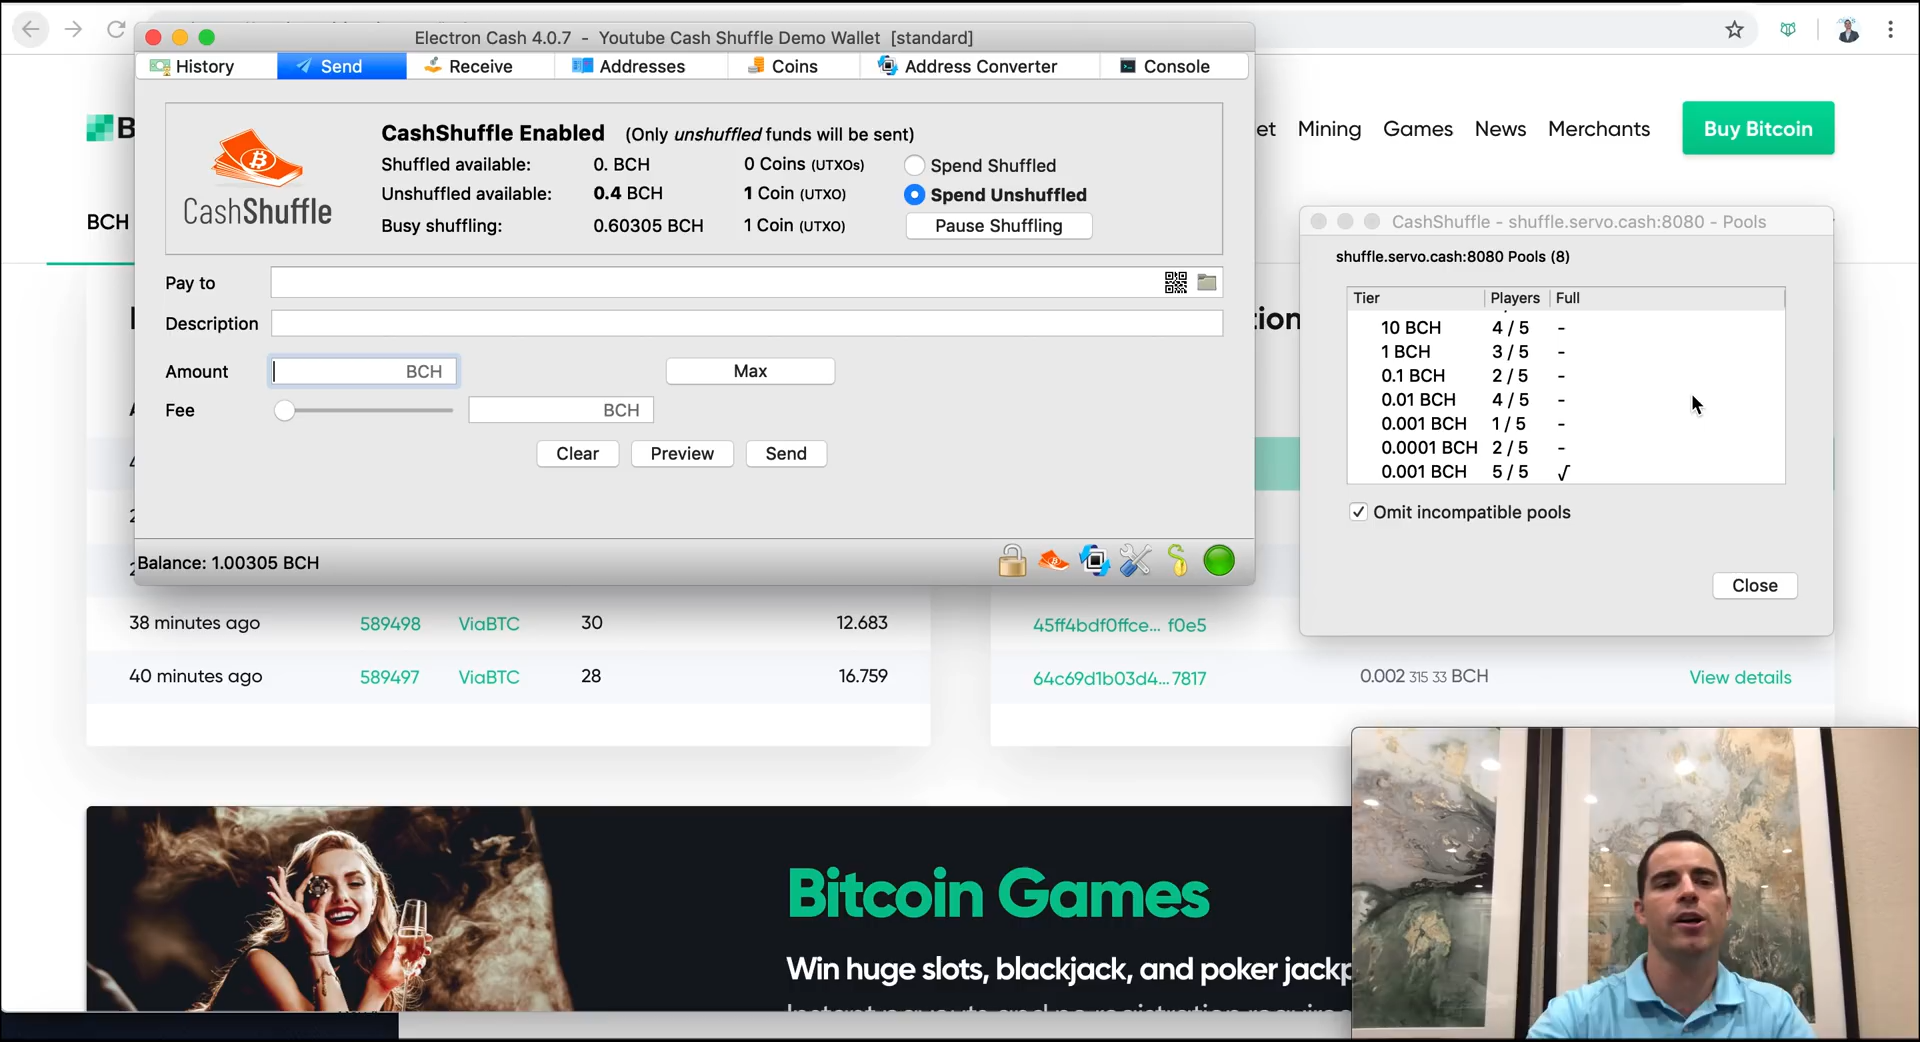 Electron Cash 4.0.7 - Youtube Cash Shuffle Demo Wallet [standard]
History Send Receive Addresses Coins Address Converter Console
CashShuffle
CashShuffle Enabled (Only unshuffled funds will be sent)
Shuffled available: 0. BCH 0 Coins (UTXOs) Spend Shuffled
Unshuffled available: 0.4 BCH 1 Coin (UTXO) Spend Unshuffled
Busy shuffling: 0.60305 BCH 1 Coin (UTXO) Pause Shuffling
Pay to
Description
Amount BCH Max
Fee BCH
Clear Preview Send
Balance: 1.00305 BCH
B
et Mining Games News Merchants Buy Bitcoin
BCH
tion
CashShuffle - shuffle.servo.cash:8080 - Pools
shuffle.servo.cash:8080 Pools (8)
Tier Players Full
10 BCH 4 / 5 -
1 BCH 3 / 5 -
0.1 BCH 2 / 5 -
0.01 BCH 4 / 5 -
0.001 BCH 1 / 5 -
0.0001 BCH 2 / 5 -
0.001 BCH 5 / 5 √
Omit incompatible pools
Close
38 minutes ago 589498 ViaBTC 30 12.683
40 minutes ago 589497 ViaBTC 28 16.759
45ff4bdf0ffce... f0e5
64c69d1b03d4... 7817 0.002 315 33 BCH View details
Bitcoin Games
Win huge slots, blackjack, and poker jackp